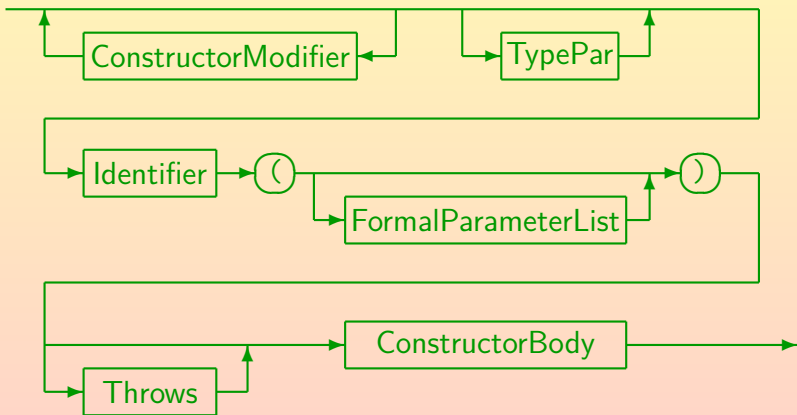 ConstructorModifier TypePar
Identifier ( )
FormalParameterList
ConstructorBody
Throws